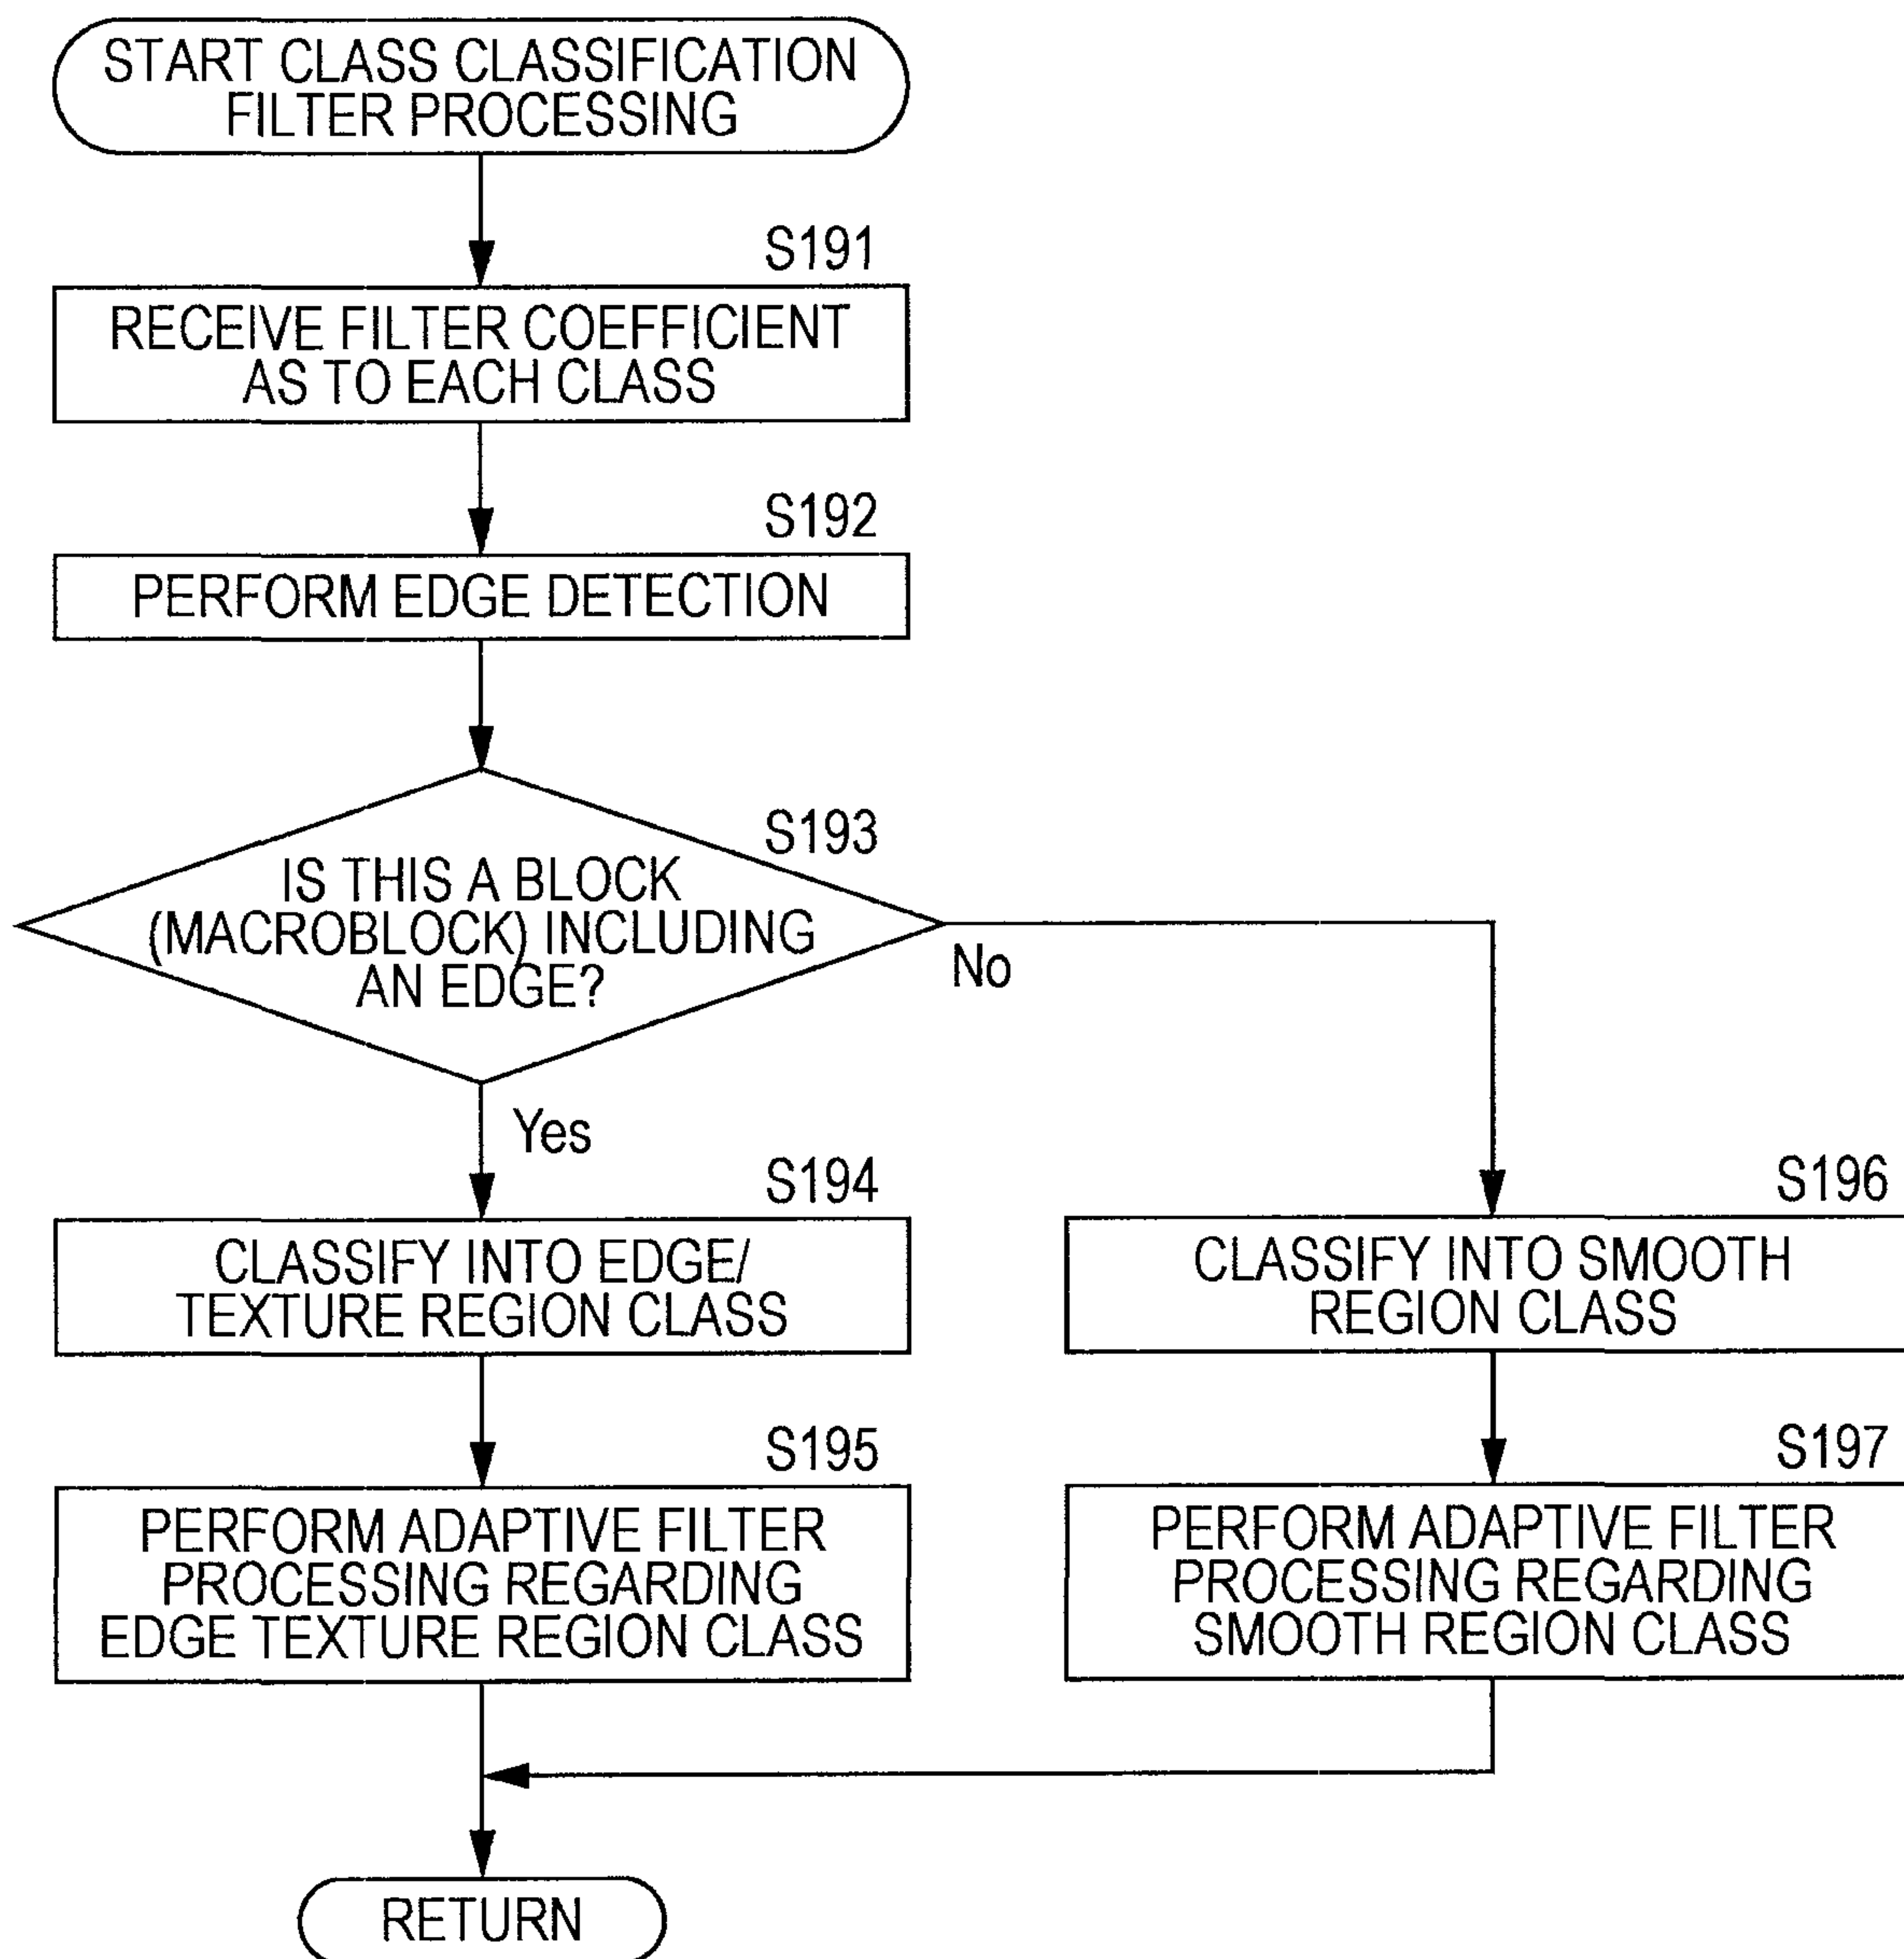 START CLASS CLASSIFICATION
FILTER PROCESSING
S191
RECEIVE FILTER COEFFICIENT
AS TO EACH CLASS
S192
PERFORM EDGE DETECTION
S193
IS THIS A BLOCK
(MACROBLOCK) INCLUDING
AN EDGE?
No
Yes
S194
CLASSIFY INTO EDGE/
TEXTURE REGION CLASS
S196
CLASSIFY INTO SMOOTH
REGION CLASS
S195
PERFORM ADAPTIVE FILTER
PROCESSING REGARDING
EDGE TEXTURE REGION CLASS
S197
PERFORM ADAPTIVE FILTER
PROCESSING REGARDING
SMOOTH REGION CLASS
RETURN